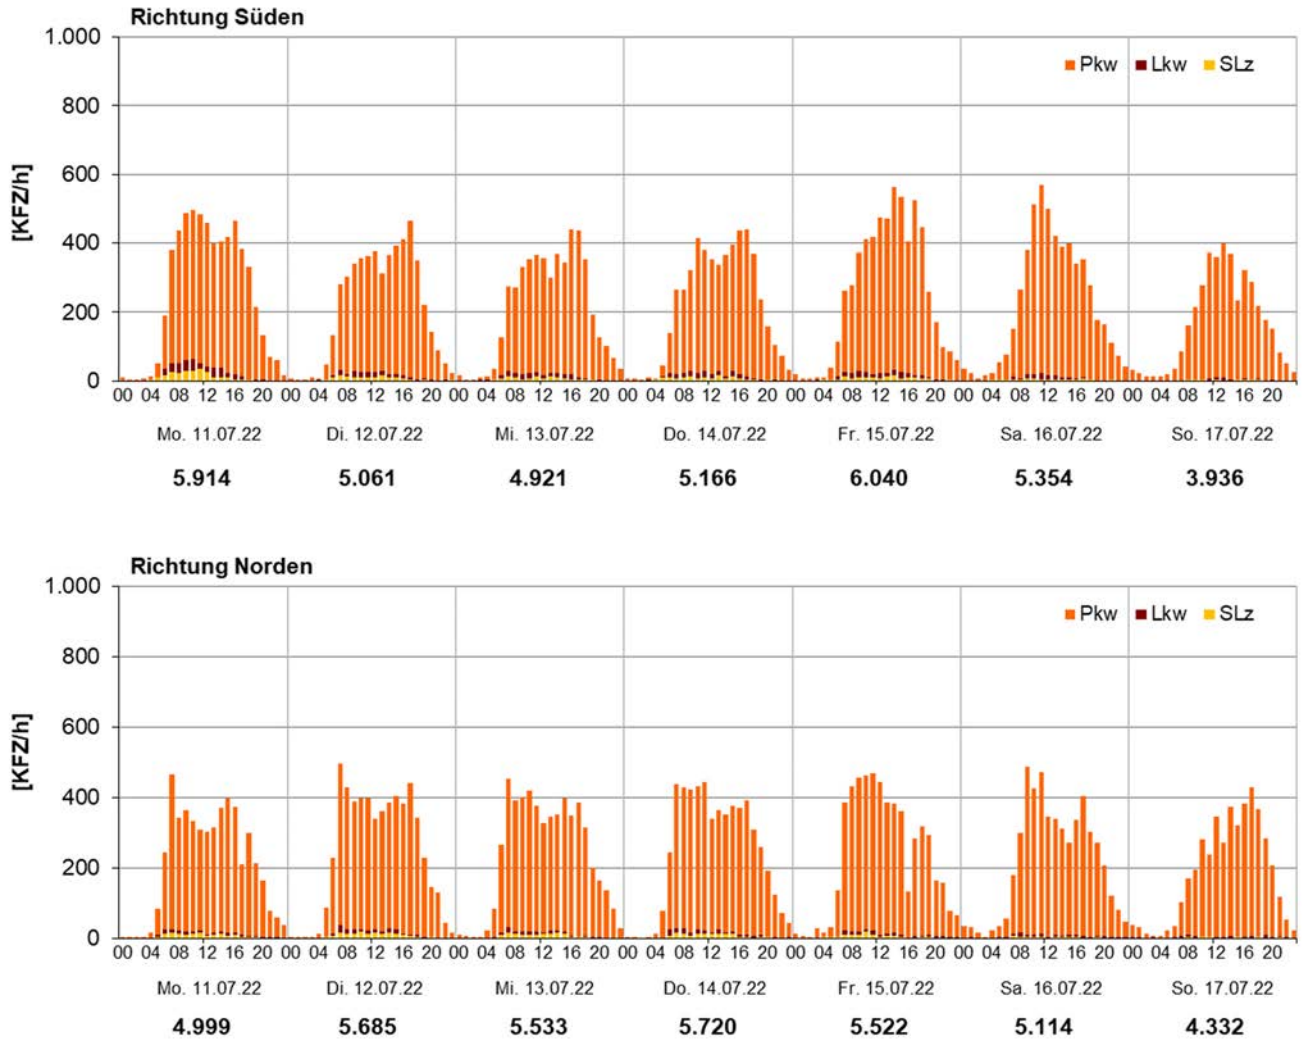 Richtung Süden
1.000
Pkw Lkw SLz
800
600
[KFZ/h]
400
200
0
00 04 08 12 16 20 00 04 08 12 16 20 00 04 08 12 16 20 00 04 08 12 16 20 00 04 08 12 16 20 00 04 08 12 16 20 00 04 08 12 16 20
Mo. 11.07.22 Di. 12.07.22 Mi. 13.07.22 Do. 14.07.22 Fr. 15.07.22 Sa. 16.07.22 So. 17.07.22
5.914 5.061 4.921 5.166 6.040 5.354 3.936
Richtung Norden
1.000
Pkw Lkw SLz
800
600
[KFZ/h]
400
200
0
00 04 08 12 16 20 00 04 08 12 16 20 00 04 08 12 16 20 00 04 08 12 16 20 00 04 08 12 16 20 00 04 08 12 16 20 00 04 08 12 16 20
Mo. 11.07.22 Di. 12.07.22 Mi. 13.07.22 Do. 14.07.22 Fr. 15.07.22 Sa. 16.07.22 So. 17.07.22
4.999 5.685 5.533 5.720 5.522 5.114 4.332